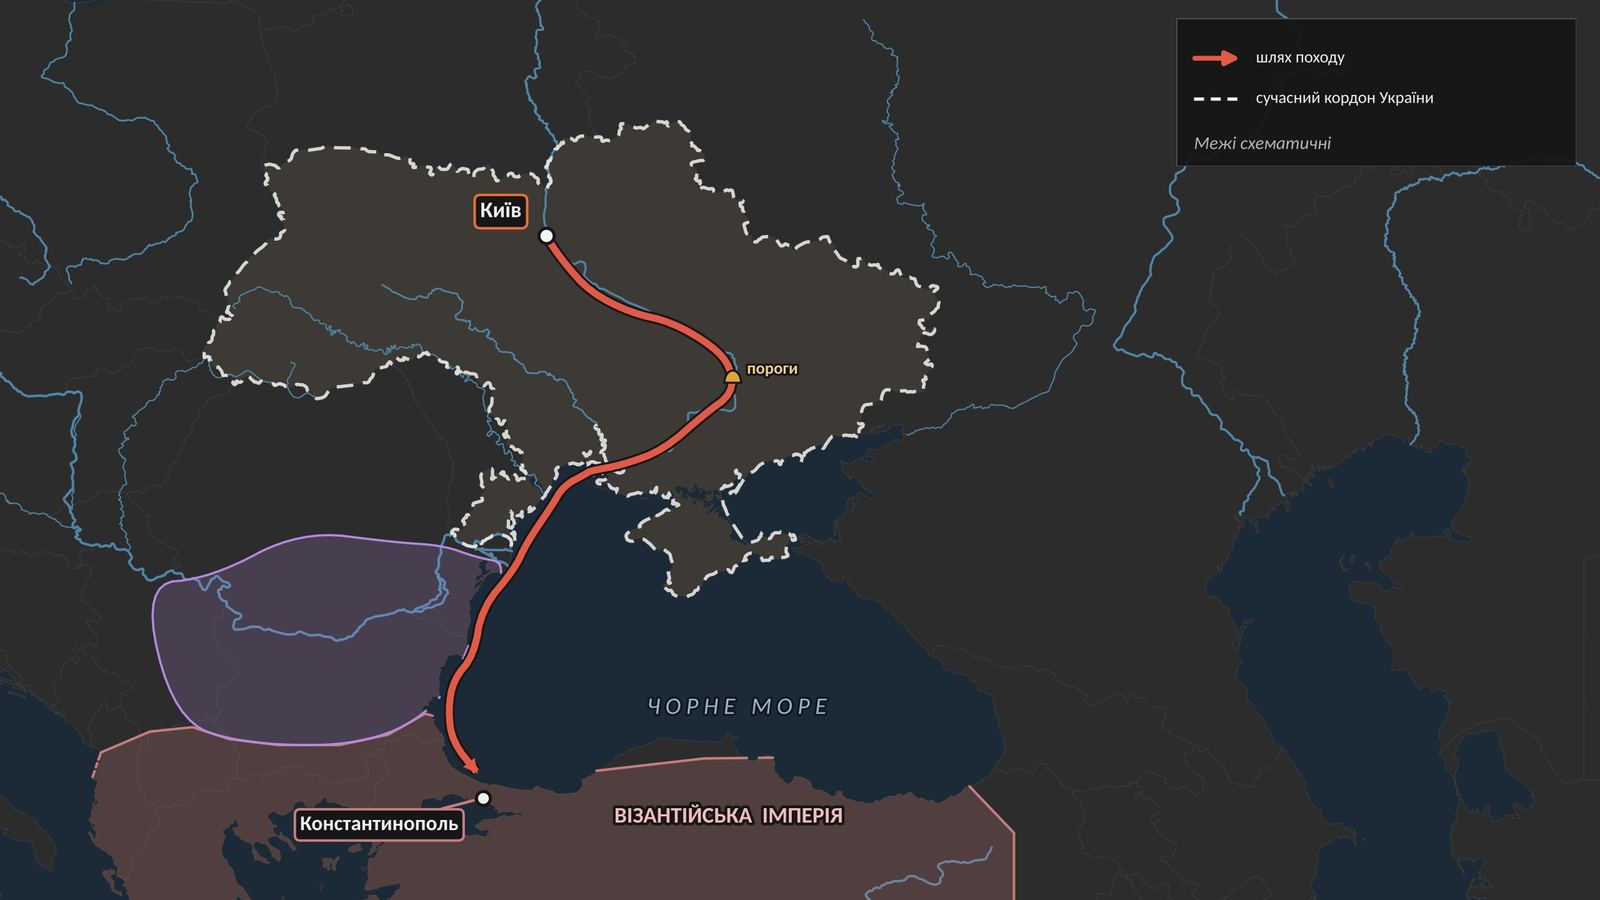 шлях походу
сучасний кордон України
Межі схематичні
Київ
пороги
ЧОРНЕ МОРЕ
ВІЗАНТІЙСЬКА ІМПЕРІЯ
Константинополь